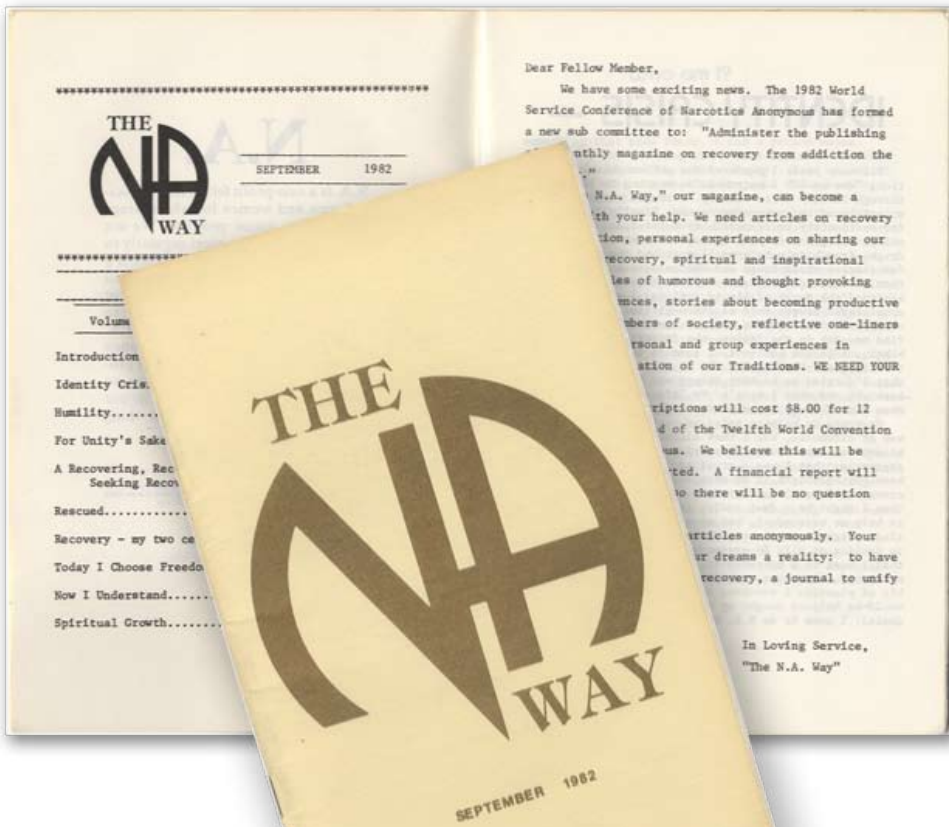 THE
NA
WAY
SEPTEMBER 1982
Volume
Introduction
Identity Cris
Humility.......
For Unity's Sake
A Recovering, Rec
Seeking Recov
Rescued.........
Recovery - my two ce
Today I Choose Freedo
Now I Understand......
Spiritual Growth........
Dear Fellow Member,
We have some exciting news. The 1982 World
Service Conference of Narcotics Anonymous has formed
a new sub committee to: "Administer the publishing
nthly magazine on recovery from addiction the
."
N.A. Way," our magazine, can become a
th your help. We need articles on recovery
tion, personal experiences on sharing our
recovery, spiritual and inspirational
les of humorous and thought provoking
ences, stories about becoming productive
mbers of society, reflective one-liners
rsonal and group experiences in
ation of our Traditions. WE NEED YOUR
riptions will cost $8.00 for 12
d of the Twelfth World Convention
us. We believe this will be
rted. A financial report will
so there will be no question
articles anonymously. Your
ur dreams a reality: to have
recovery, a journal to unify
In Loving Service,
"The N.A. Way"
THE
NA
WAY
SEPTEMBER 1982